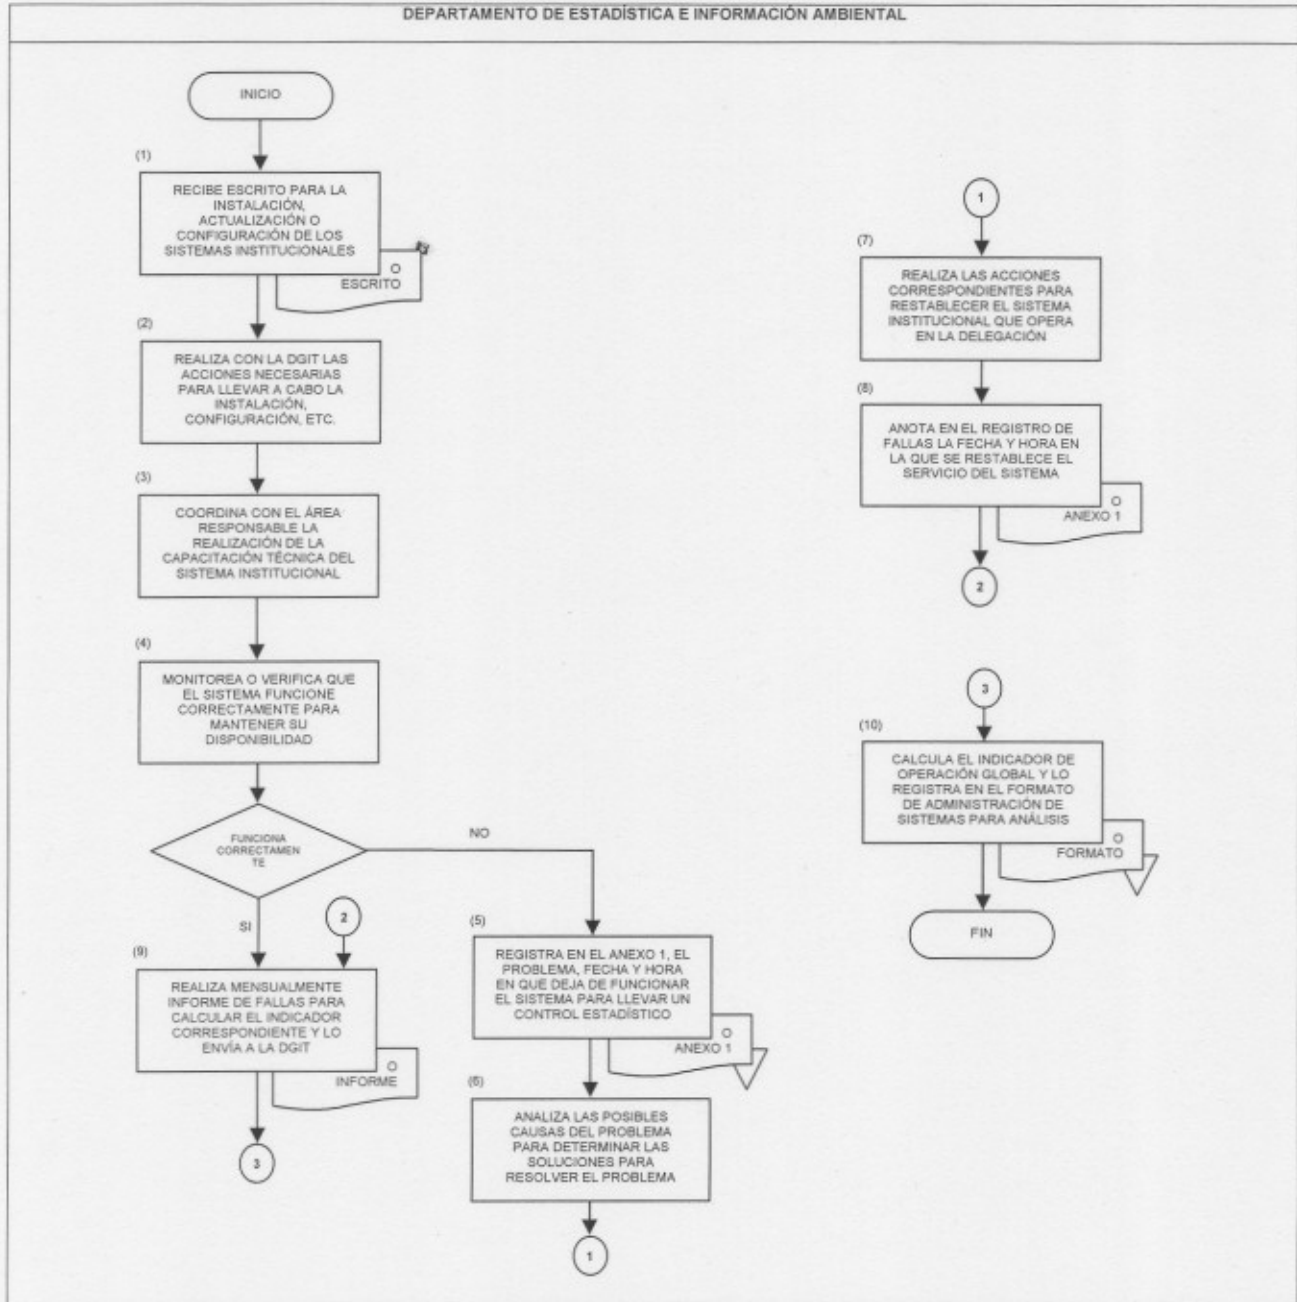 DEPARTAMENTO DE ESTADÍSTICA E INFORMACIÓN AMBIENTAL
INICIO
(1)
RECIBE ESCRITO PARA LA
INSTALACIÓN,
ACTUALIZACIÓN O
CONFIGURACIÓN DE LOS
SISTEMAS INSTITUCIONALES
O
ESCRITO
(2)
REALIZA CON LA DGIT LAS
ACCIONES NECESARIAS
PARA LLEVAR A CABO LA
INSTALACIÓN,
CONFIGURACIÓN, ETC.
(3)
COORDINA CON EL ÁREA
RESPONSABLE LA
REALIZACIÓN DE LA
CAPACITACIÓN TÉCNICA DEL
SISTEMA INSTITUCIONAL
(4)
MONITOREA O VERIFICA QUE
EL SISTEMA FUNCIONE
CORRECTAMENTE PARA
MANTENER SU
DISPONIBILIDAD
FUNCIONA
CORRECTAMEN
TE
NO
SI
2
(9)
REALIZA MENSUALMENTE
INFORME DE FALLAS PARA
CALCULAR EL INDICADOR
CORRESPONDIENTE Y LO
ENVÍA A LA DGIT
O
INFORME
3
(5)
REGISTRA EN EL ANEXO 1, EL
PROBLEMA, FECHA Y HORA
EN QUE DEJA DE FUNCIONAR
EL SISTEMA PARA LLEVAR UN
CONTROL ESTADÍSTICO
O
ANEXO 1
(6)
ANALIZA LAS POSIBLES
CAUSAS DEL PROBLEMA
PARA DETERMINAR LAS
SOLUCIONES PARA
RESOLVER EL PROBLEMA
1
1
(7)
REALIZA LAS ACCIONES
CORRESPONDIENTES PARA
RESTABLECER EL SISTEMA
INSTITUCIONAL QUE OPERA
EN LA DELEGACIÓN
(8)
ANOTA EN EL REGISTRO DE
FALLAS LA FECHA Y HORA EN
LA QUE SE RESTABLECE EL
SERVICIO DEL SISTEMA
O
ANEXO 1
2
3
(10)
CALCULA EL INDICADOR DE
OPERACIÓN GLOBAL Y LO
REGISTRA EN EL FORMATO
DE ADMINISTRACIÓN DE
SISTEMAS PARA ANÁLISIS
O
FORMATO
FIN